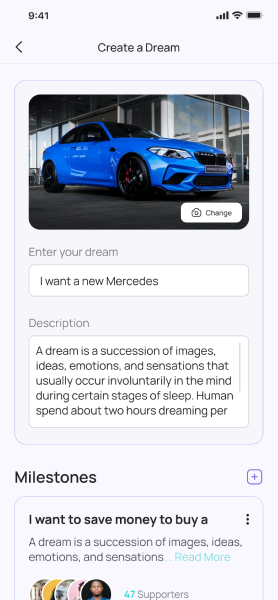 9:41
Create a Dream
Change
Enter your dream
I want a new Mercedes
Description
A dream is a succession of images,
ideas, emotions, and sensations that
usually occur involuntarily in the mind
during certain stages of sleep. Human
spend about two hours dreaming per
Milestones
I want to save money to buy a
A dream is a succession of images, ideas,
emotions, and sensations... Read More
47 Supporters